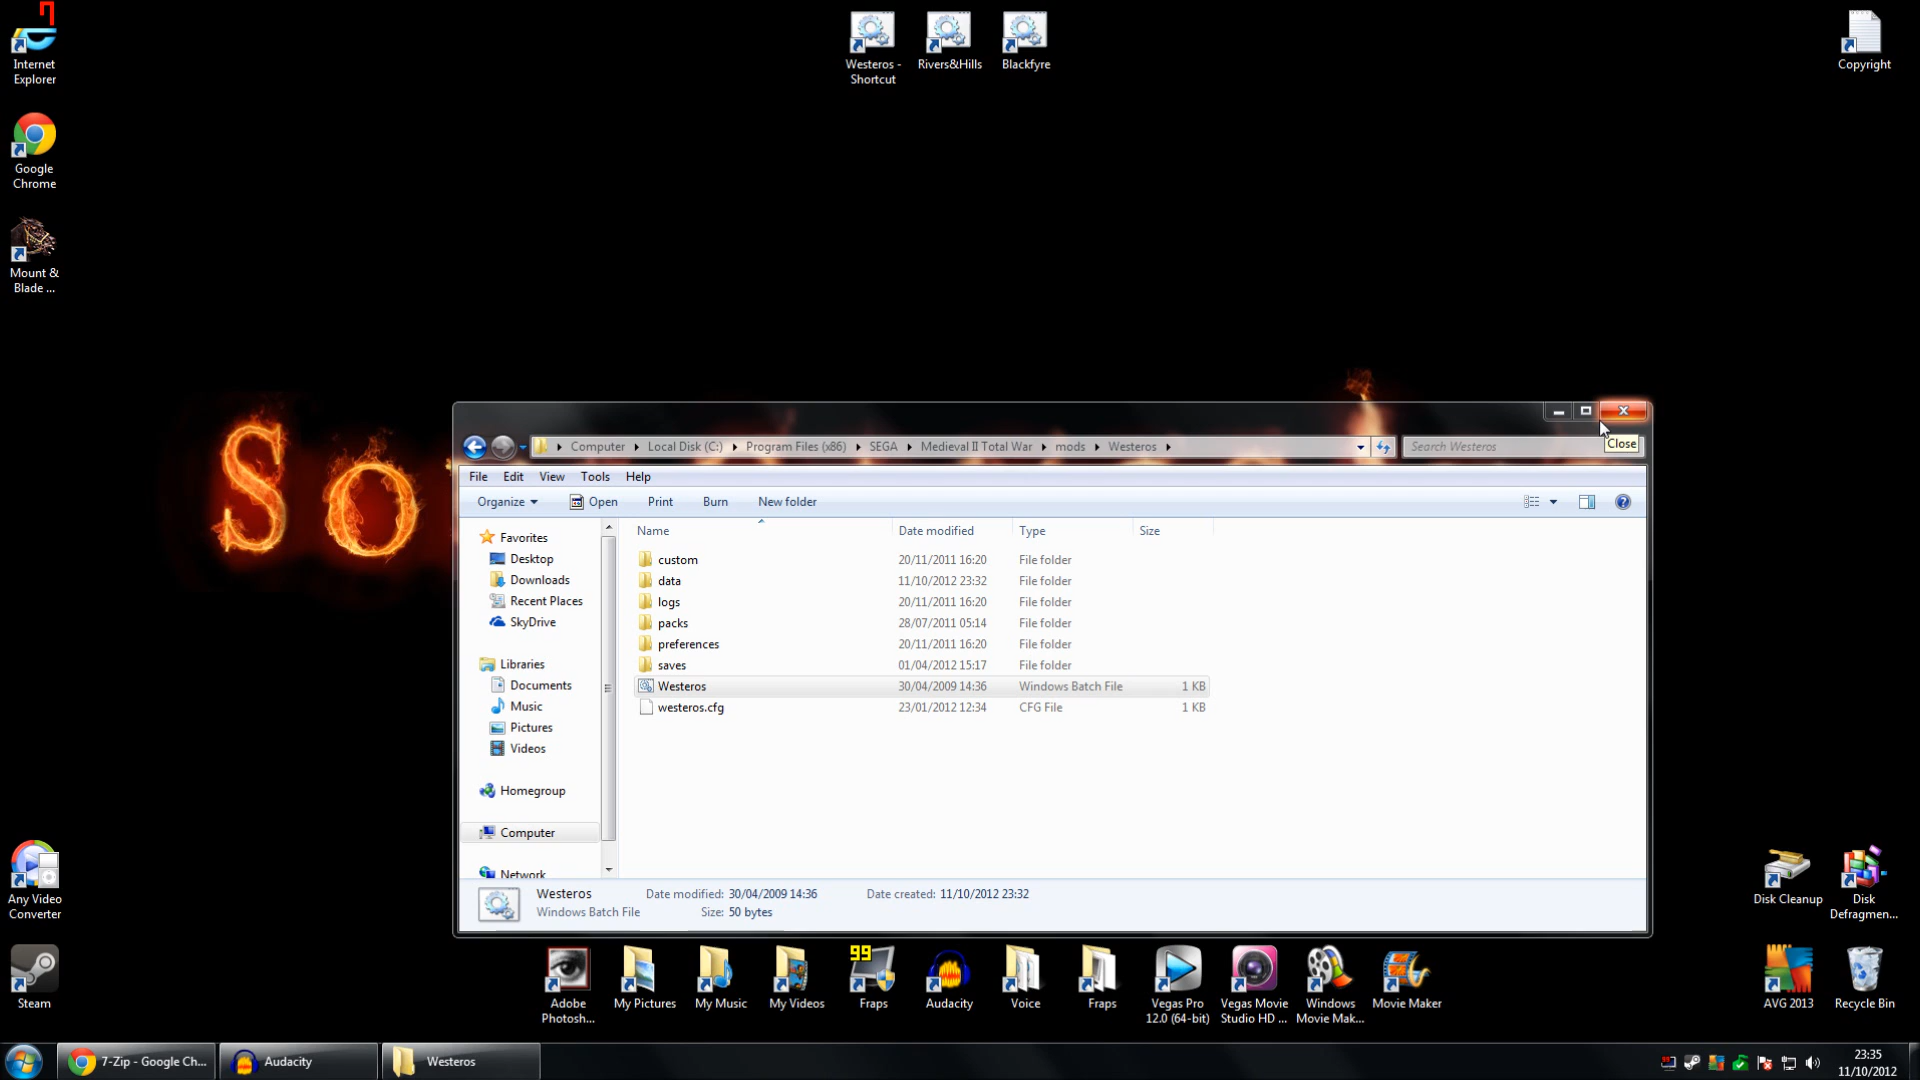 Internet
Explorer
Google
Chrome
Mount &
Blade ...
Westeros -
Shortcut
Rivers&Hills
Blackfyre
Copyright
So
Computer
Local Disk (C:)
Program Files (x86)
SEGA
Medieval II Total War
mods
Westeros
Search Westeros
Close
File Edit View Tools Help
Organize Open Print Burn New folder
Name Date modified Type Size
Favorites
Desktop
Downloads
Recent Places
SkyDrive
Libraries
Documents
Music
Pictures
Videos
Homegroup
Computer
Network
custom 20/11/2011 16:20 File folder
data 11/10/2012 23:32 File folder
logs 20/11/2011 16:20 File folder
packs 28/07/2011 05:14 File folder
preferences 20/11/2011 16:20 File folder
saves 01/04/2012 15:17 File folder
Westeros 30/04/2009 14:36 Windows Batch File 1 KB
westeros.cfg 23/01/2012 12:34 CFG File 1 KB
Westeros Date modified: 30/04/2009 14:36 Date created: 11/10/2012 23:32
Windows Batch File Size: 50 bytes
Any Video
Converter
Steam
Disk Cleanup
Disk
Defragmen...
AVG 2013
Recycle Bin
Adobe
Photosh...
My Pictures
My Music
My Videos
99
Fraps
Audacity
Voice
Fraps
Vegas Pro
12.0 (64-bit)
Vegas Movie
Studio HD ...
Windows
Movie Mak...
Movie Maker
7-Zip - Google Ch...
Audacity
Westeros
23:35
11/10/2012